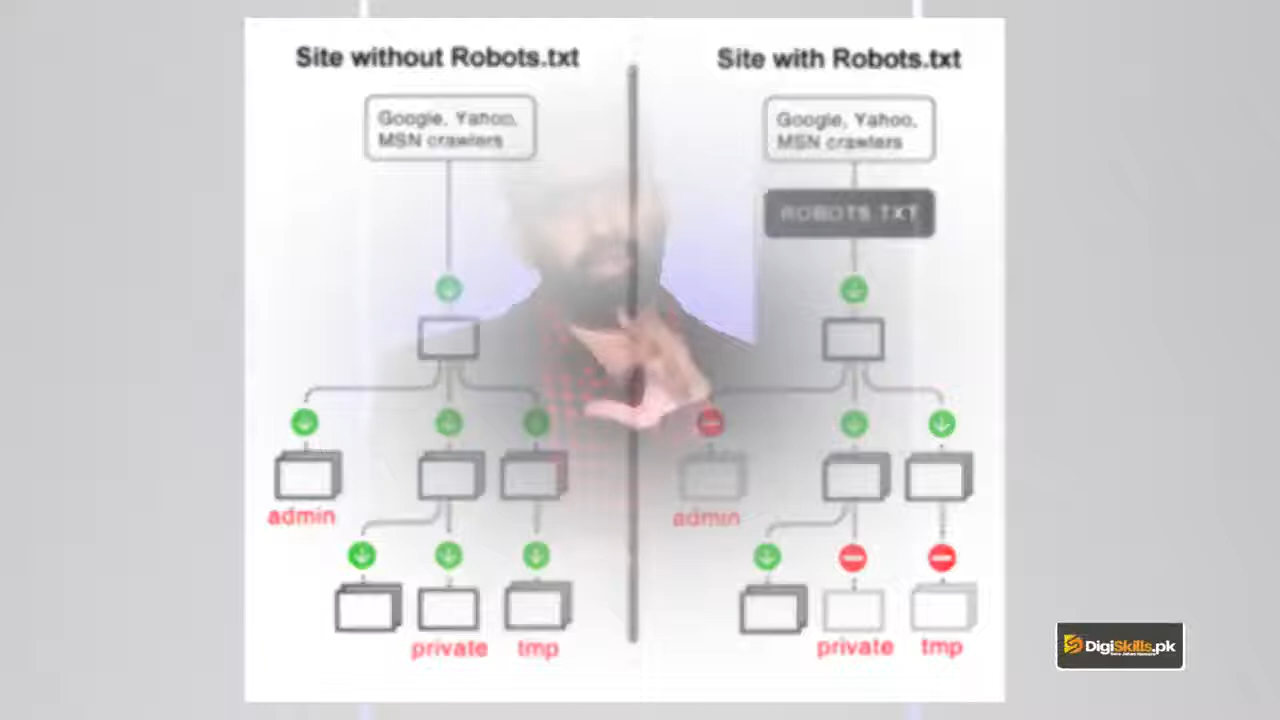 Site without Robots.txt
Google, Yahoo,
MSN crawlers
admin
private
tmp
Site with Robots.txt
Google, Yahoo,
MSN crawlers
ROBOTS.TXT
admin
private
tmp
DigiSkills.pk